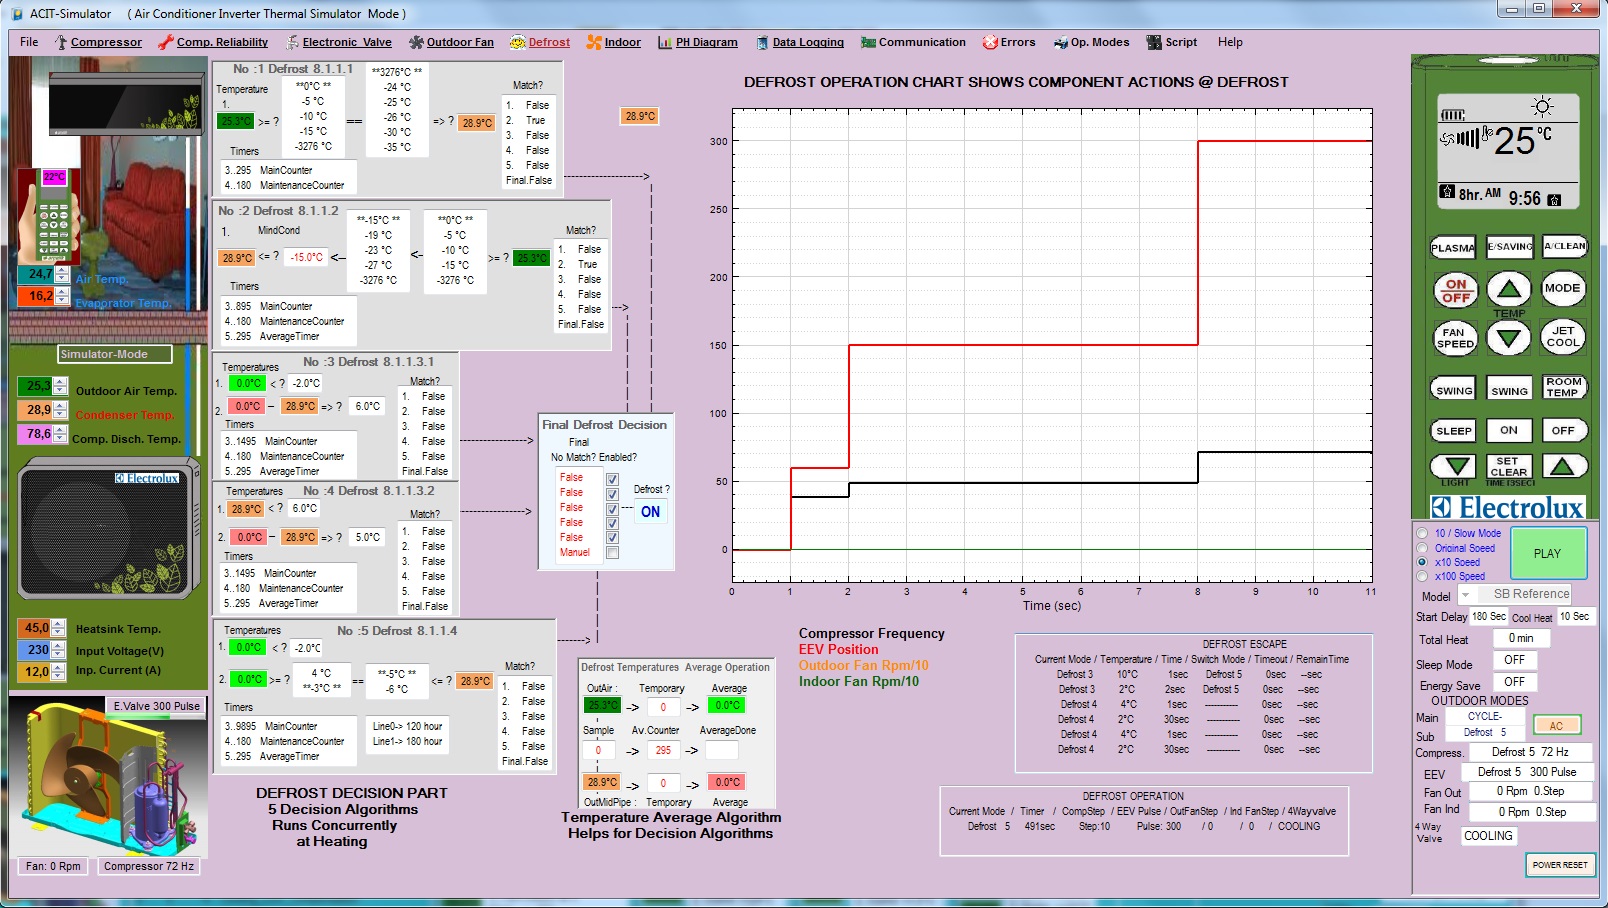 ACIT-Simulator ( Air Conditioner Inverter Thermal Simulator Mode )
File Compressor Comp. Reliability Electronic Valve Outdoor Fan Defrost Indoor PH Diagram Data Logging Communication Errors Op. Modes Script Help
22°C
24,7 Air Temp.
16,2 Evaporator Temp.
Simulator-Mode
25,3 Outdoor Air Temp.
28,9 Condenser Temp.
78,6 Comp. Disch. Temp.
Electrolux
45,0 Heatsink Temp.
230 Input Voltage(V)
12,0 Inp. Current (A)
E.Valve 300 Pulse
Fan: 0 Rpm Compressor 72 Hz
No :1 Defrost 8.1.1.1
Temperature
1.
25.3°C >= ?
**0°C **
-5 °C
-10 °C
-15 °C
-3276 °C
==
**3276°C **
-24 °C
-25 °C
-26 °C
-30 °C
-35 °C
=> ? 28.9°C
Match?
1. False
2. True
3. False
4. False
5. False
Final.False
Timers
3..295 MainCounter
4..180 MaintenanceCounter
28.9°C
No :2 Defrost 8.1.1.2
1. MindCond
28.9°C <= ? -15.0°C <--
**-15°C **
-19 °C
-23 °C
-27 °C
-3276 °C
<-
**0°C **
-5 °C
-10 °C
-15 °C
-3276 °C
>= ? 25.3°C
Match?
1. False
2. True
3. False
4. False
5. False
Final.False
Timers
3..895 MainCounter
4..180 MaintenanceCounter
5..295 AverageTimer
No :3 Defrost 8.1.1.3.1
Temperatures
1. 0.0°C < ? -2.0°C
2. 0.0°C – 28.9°C => ? 6.0°C
Match?
1. False
2. False
3. False
4. False
5. False
Final.False
Timers
3..1495 MainCounter
4..180 MaintenanceCounter
5..295 AverageTimer
No :4 Defrost 8.1.1.3.2
Temperatures
1. 28.9°C < ? 6.0°C
2. 0.0°C – 28.9°C => ? 5.0°C
Match?
1. False
2. False
3. False
4. False
5. False
Final.False
Timers
3..1495 MainCounter
4..180 MaintenanceCounter
5..295 AverageTimer
No :5 Defrost 8.1.1.4
Temperatures
1. 0.0°C < ? -2.0°C
2. 0.0°C >= ?
4 °C
**-3°C **
==
**-5°C **
-6 °C
<= ? 28.9°C
Match?
1. False
2. False
3. False
4. False
5. False
Final.False
Timers
3..9895 MainCounter
4..180 MaintenanceCounter
5..295 AverageTimer
Line0-> 120 hour
Line1-> 180 hour
DEFROST DECISION PART
5 Decision Algorithms
Runs Concurrently
at Heating
Final Defrost Decision
Final
No Match? Enabled?
False
False
False
False
False
Manuel
Defrost ?
ON
Defrost Temperatures Average Operation
OutAir : Temporary Average
25.3°C -> 0 -> 0.0°C
Sample Av.Counter AverageDone
0 -> 295 ->
28.9°C -> 0 -> 0.0°C
OutMidPipe : Temporary Average
Temperature Average Algorithm
Helps for Decision Algorithms
DEFROST OPERATION CHART SHOWS COMPONENT ACTIONS @ DEFROST
300
250
200
150
100
50
0
0 1 2 3 4 5 6 7 8 9 10 11
Time (sec)
Compressor Frequency
EEV Position
Outdoor Fan Rpm/10
Indoor Fan Rpm/10
DEFROST ESCAPE
Current Mode / Temperature / Time / Switch Mode / Timeout / RemainTime
Defrost 3 10°C 1sec Defrost 5 0sec --sec
Defrost 3 2°C 2sec Defrost 5 0sec --sec
Defrost 4 4°C 1sec ----------- 0sec --sec
Defrost 4 2°C 30sec ----------- 0sec --sec
Defrost 4 4°C 1sec ----------- 0sec --sec
Defrost 4 2°C 30sec ----------- 0sec --sec
DEFROST OPERATION
Current Mode / Timer / CompStep / EEV Pulse / OutFanStep / Ind FanStep / 4Wayvalve
Defrost 5 491sec Step:10 Pulse: 300 / 0 / 0 / COOLING
25°C
8hr. AM 9:56
PLASMA E/SAVING A/CLEAN
ON OFF MODE
TEMP
FAN SPEED JET COOL
SWING SWING ROOM TEMP
SLEEP ON OFF
SET CLEAR
LIGHT TIME(3SEC)
Electrolux
10 / Slow Mode
Original Speed
x10 Speed
x100 Speed
PLAY
Model SB Reference
Start Delay 180 Sec Cool Heat 10 Sec
Total Heat 0 min
Sleep Mode OFF
Energy Save OFF
OUTDOOR MODES
Main CYCLE-
Sub Defrost 5
AC
Compress. Defrost 5 72 Hz
EEV Defrost 5 300 Pulse
Fan Out 0 Rpm 0.Step
Fan Ind 0 Rpm 0.Step
4 Way Valve COOLING
POWER RESET